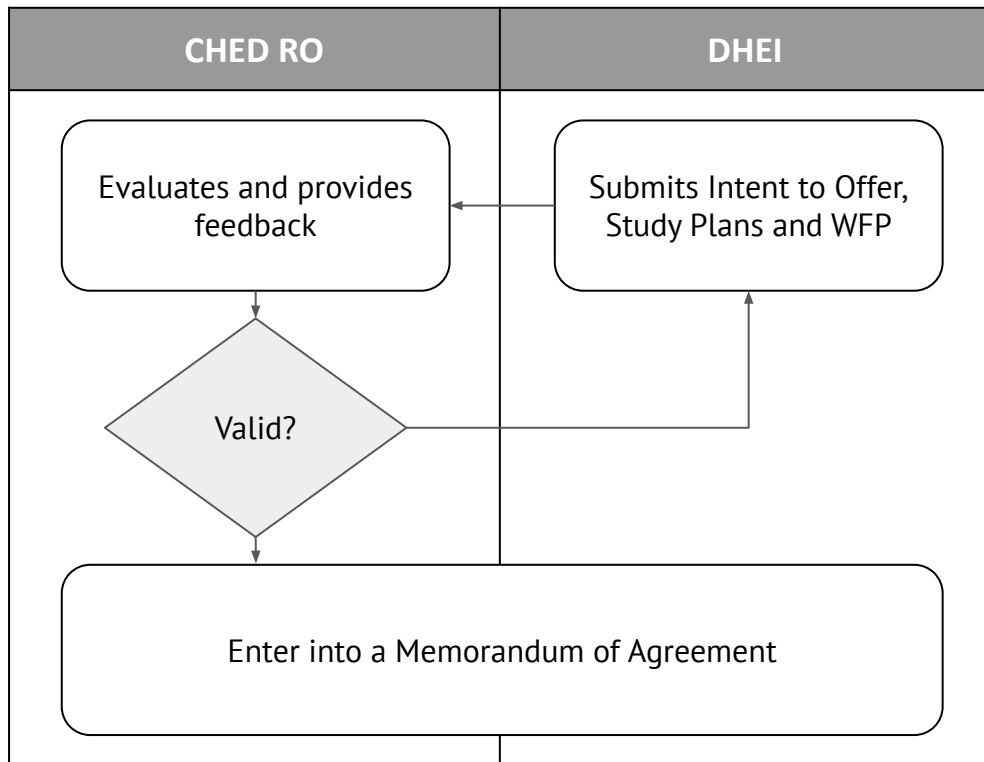 CHED RO
DHEI
Evaluates and provides
feedback
Submits Intent to Offer,
Study Plans and WFP
Valid?
Enter into a Memorandum of Agreement